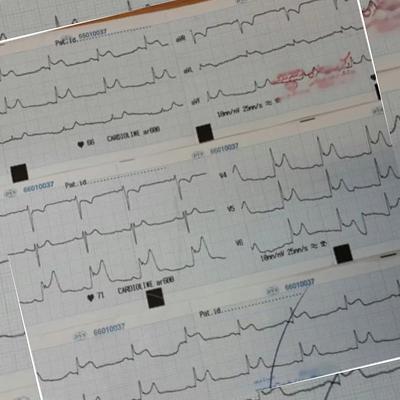 Pat.id. 66010037
aVR
aVL
aVF
66 CARDIOLINE ar600
10mm/mV 25mm/s
66010037 Pat.id.
66010037
V4
V5
V6
71 CARDIOLINE ar600
10mm/mV 25mm/s
66010037
Pat.id. 66010037